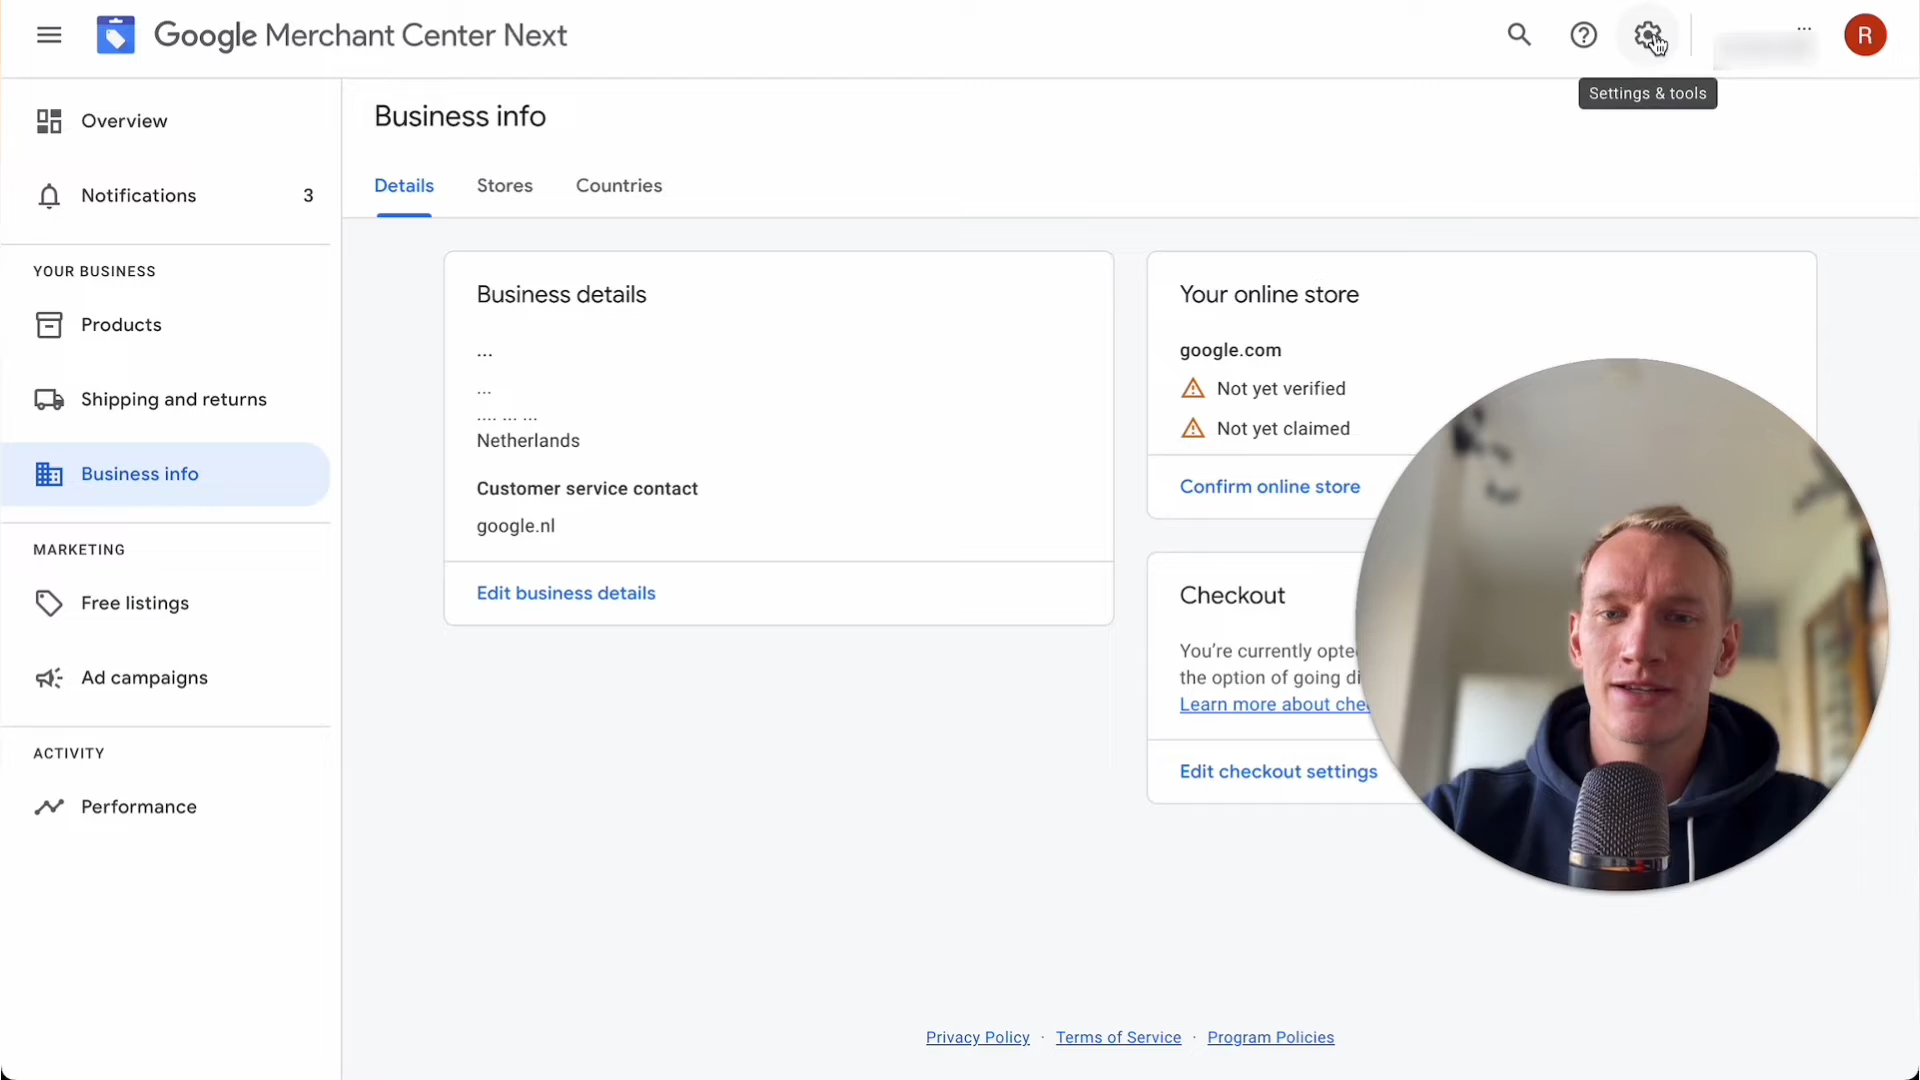 Google Merchant Center Next
...
R
Settings & tools
Overview
Notifications 3
YOUR BUSINESS
Products
Shipping and returns
Business info
MARKETING
Free listings
Ad campaigns
ACTIVITY
Performance
Business info
Details Stores Countries
Business details
...
...
.... ... ...
Netherlands
Customer service contact
google.nl
Edit business details
Your online store
google.com
Not yet verified
Not yet claimed
Confirm online store
Checkout
You're currently opte
the option of going di
Learn more about che
Edit checkout settings
Privacy Policy · Terms of Service · Program Policies